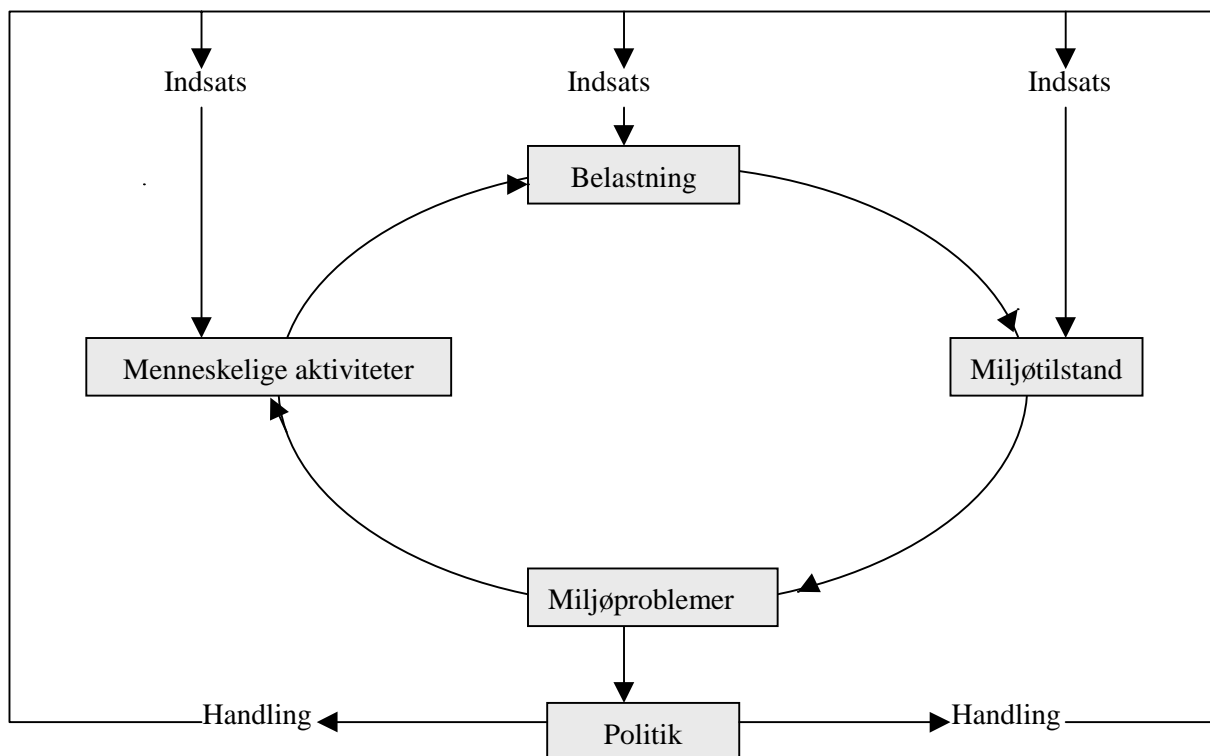 Indsats
Indsats
Indsats
Belastning
Menneskelige aktiviteter
Miljøtilstand
Miljøproblemer
Handling
Handling
Politik